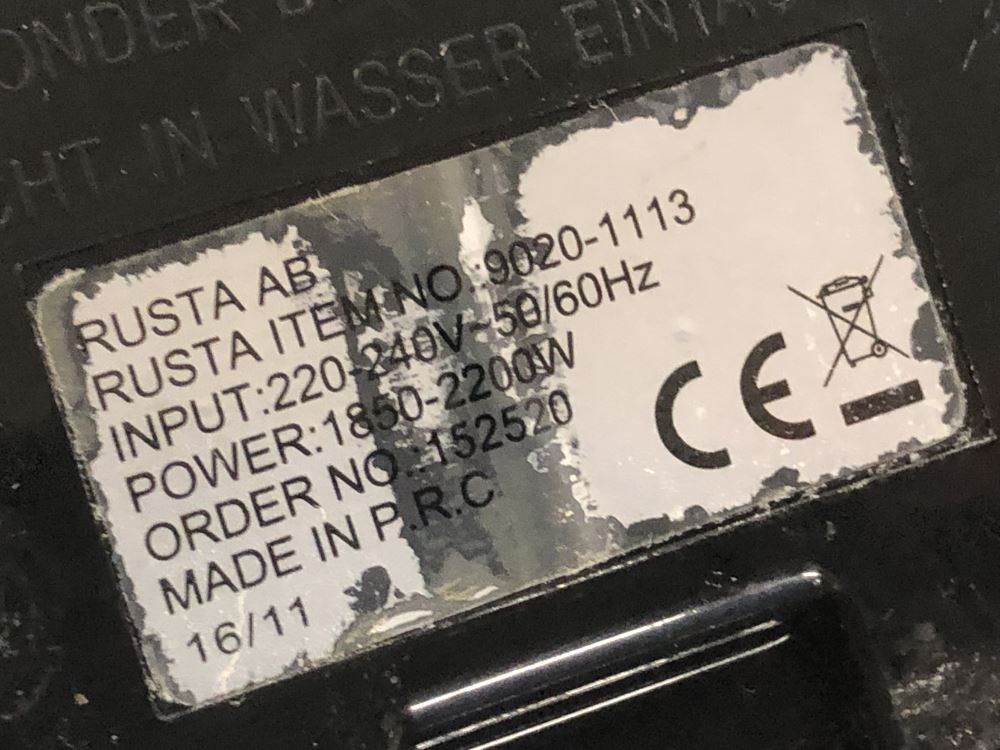 ONDER
HT IN WASSER EINTA
RUSTA AB
RUSTA ITEM NO.:9020-1113
INPUT:220-240V~50/60Hz
POWER:1850-2200W
ORDER NO.:152520
MADE IN P.R.C
16/11
CE